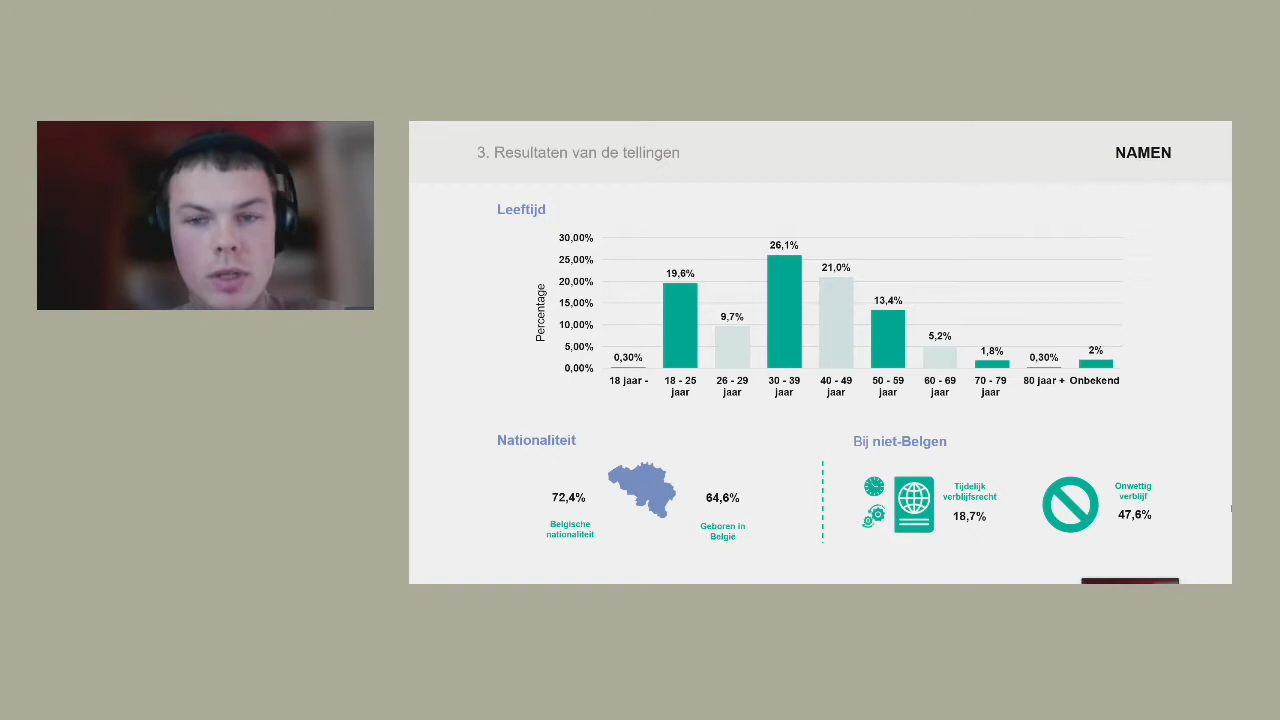 3. Resultaten van de tellingen
NAMEN
Leeftijd
Percentage
30,00%
25,00%
20,00%
15,00%
10,00%
5,00%
0,00%
0,30%
19,6%
9,7%
26,1%
21,0%
13,4%
5,2%
1,8%
0,30%
2%
18 jaar -
18 - 25
jaar
26 - 29
jaar
30 - 39
jaar
40 - 49
jaar
50 - 59
jaar
60 - 69
jaar
70 - 79
jaar
80 jaar +
Onbekend
Nationaliteit
72,4%
Belgische
nationaliteit
64,6%
Geboren in
België
Bij niet-Belgen
Tijdelijk
verblijfsrecht
18,7%
Onwettig
verblijf
47,6%